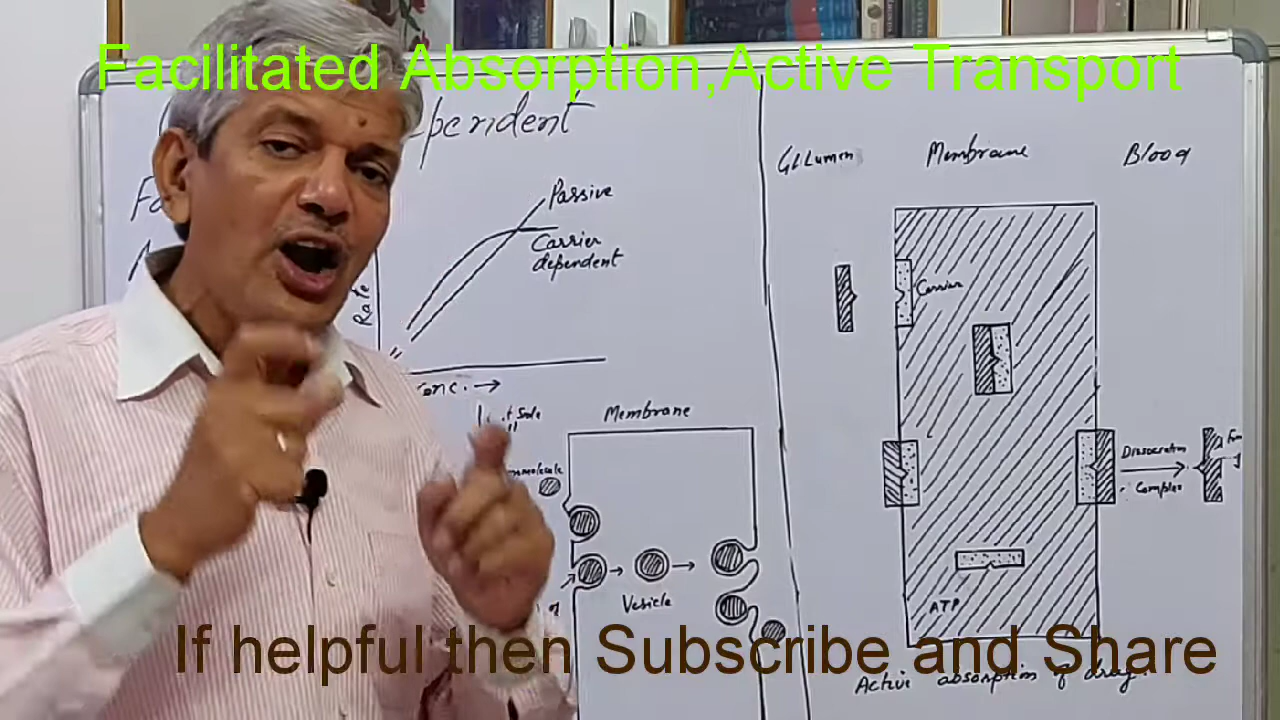 Facilitated Absorption,Active Transport
pendent
Passive
Carrier
dependent
Rate
onc.
Membrane
Vesicle
GI Lumen
Membrane
Blood
Carrier
Dissociation
Complex
ATP
Active absorption of drug.
If helpful then Subscribe and Share